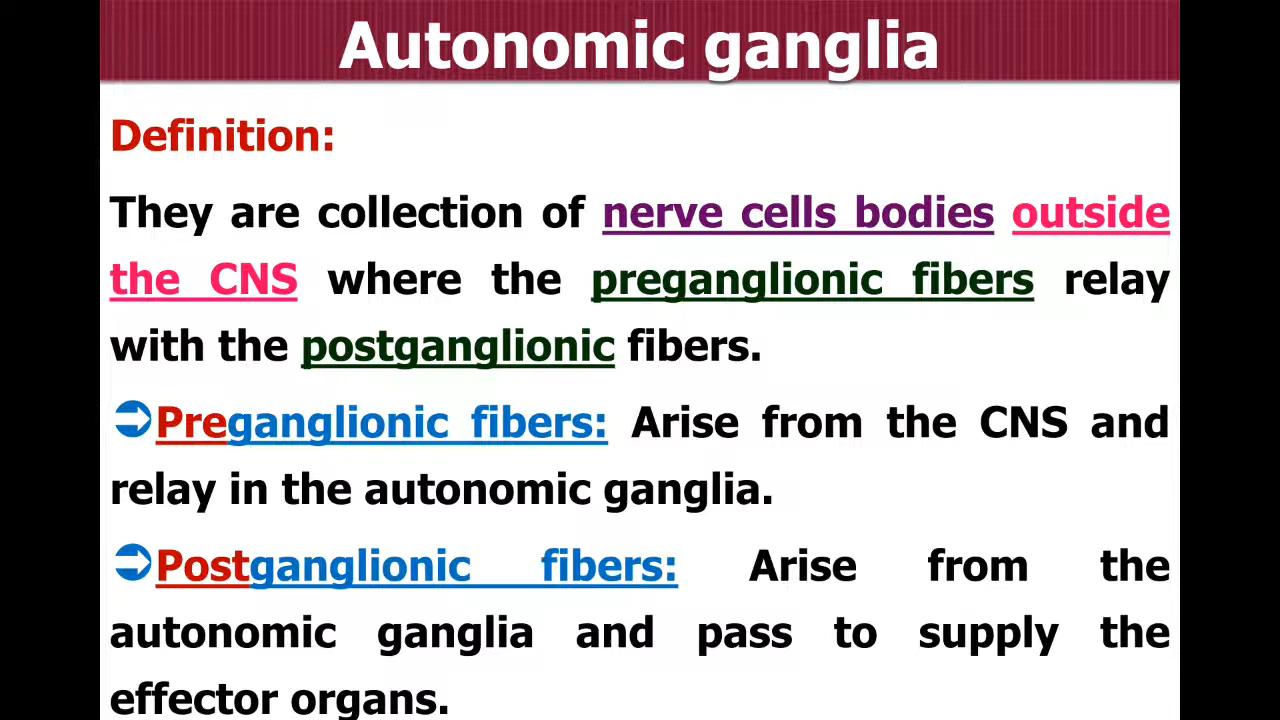 Autonomic ganglia
Definition:
They are collection of nerve cells bodies outside
the CNS where the preganglionic fibers relay
with the postganglionic fibers.
➲Preganglionic fibers: Arise from the CNS and
relay in the autonomic ganglia.
➲Postganglionic fibers: Arise from the
autonomic ganglia and pass to supply the
effector organs.